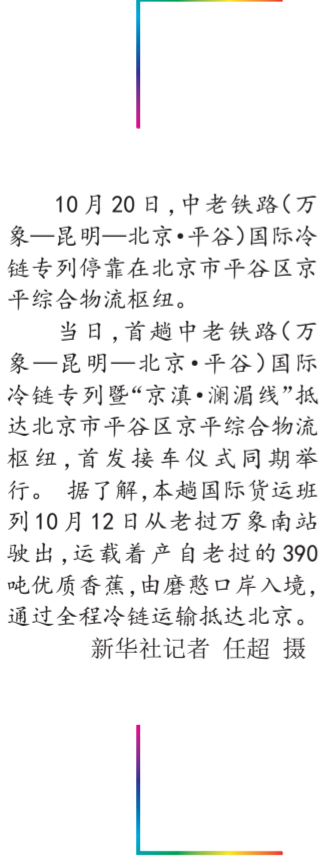 10月20日,中老铁路(万
象—昆明—北京·平谷)国际冷
链专列停靠在北京市平谷区京
平综合物流枢纽。
当日,首趟中老铁路(万
象—昆明—北京·平谷)国际
冷链专列暨“京滇·澜湄线”抵
达北京市平谷区京平综合物流
枢纽,首发接车仪式同期举
行。 据了解,本趟国际货运班
列10月12日从老挝万象南站
驶出,运载着产自老挝的390
吨优质香蕉,由磨憨口岸入境,
通过全程冷链运输抵达北京。
新华社记者 任超 摄